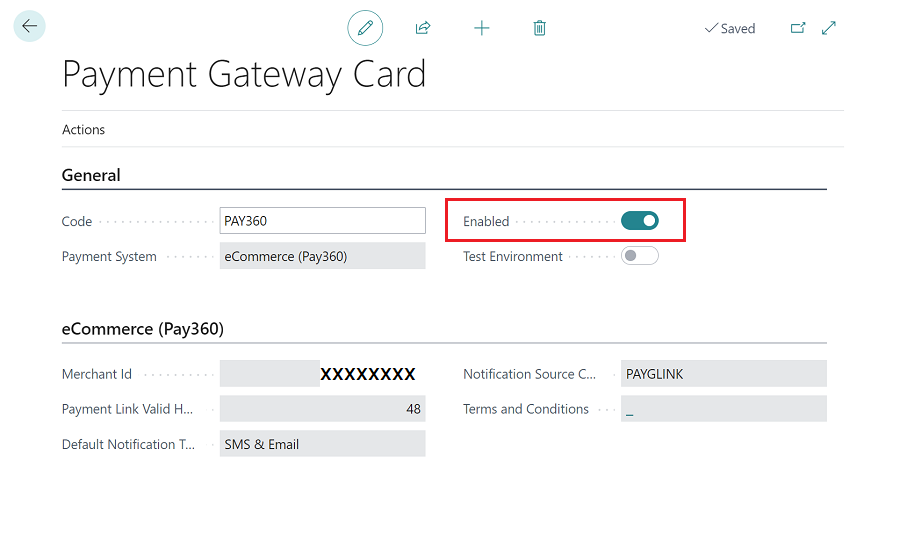 Saved
Payment Gateway Card
Actions
General
Code PAY360
Enabled
Payment System eCommerce (Pay360)
Test Environment
eCommerce (Pay360)
Merchant Id XXXXXXXX
Notification Source C... PAYGLINK
Payment Link Valid H... 48
Terms and Conditions _
Default Notification T... SMS & Email